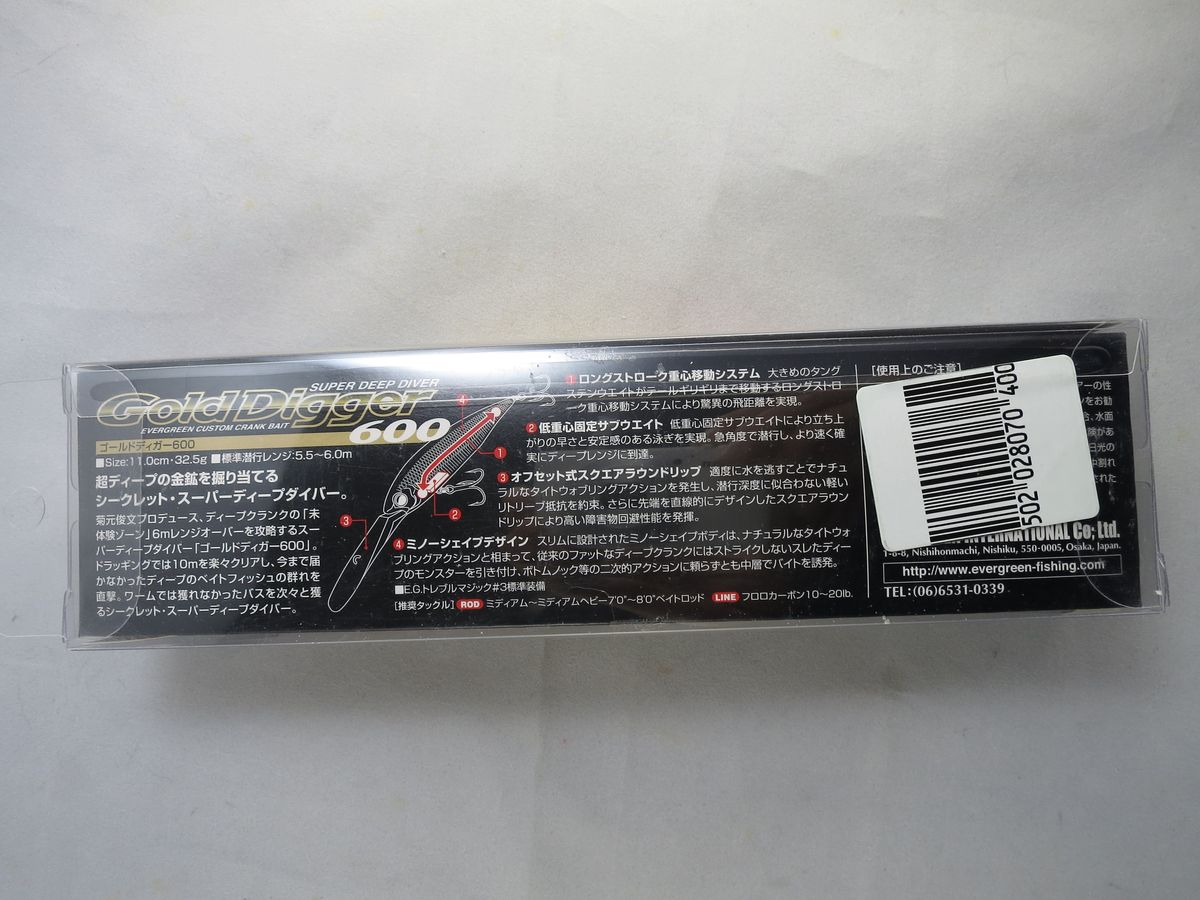 SUPER DEEP DIVER
Gold Digger
EVERGREEN CUSTOM CRANK BAIT
600
ゴールドディガー600
■Size:11.0cm・32.5g ■標準潜行レンジ:5.5~6.0m
超ディープの金鉱を掘り当てる
シークレット・スーパーディープダイバー。
菊元俊文プロデュース、ディープクランクの「未
体験ゾーン」6mレンジオーバーを攻略するスー
パーディープダイバー「ゴールドディガー600」。
ドラッギングでは10mを楽々クリアし、今まで届
かなかったディープのベイトフィッシュの群れを
直撃。ワームでは獲れなかったバスを次々と獲
るシークレット・スーパーディープダイバー。
4
1
2
3
1 ロングストローク重心移動システム 大きめのタング
ステンウエイトがテールギリギリまで移動するロングストロ
ーク重心移動システムにより驚異の飛距離を実現。
2 低重心固定サブウエイト 低重心固定サブウエイトにより立ち上
がりの早さと安定感のある泳ぎを実現。急角度で潜行し、より速く確
実にディープレンジに到達。
3 オフセット式スクエアラウンドリップ 適度に水を逃すことでナチュ
ラルなタイトウォブリングアクションを発生し、潜行深度に似合わない軽い
リトリーブ抵抗を約束。さらに先端を直線的にデザインしたスクエアラウン
ドリップにより高い障害物回避性能を発揮。
4 ミノーシェイプデザイン スリムに設計されたミノーシェイプボディは、ナチュラルなタイトウォ
ブリングアクションと相まって、従来のファットなディープクランクにはストライクしないスレたディー
プのモンスターを引き付け、ボトムノック等の二次的アクションに頼らずとも中層でバイトを誘発。
■E.G.トレブルマジック#3標準装備
[推奨タックル] ROD ミディアム~ミディアムヘビー7'0"~8'0"ベイトロッド LINE フロロカーボン10~20lb.
[使用上のご注意]
アーの性
ンをお勧
合、水面
険があ
日光の
中割れ
された
502 028070 400
INTERNATIONAL Co; Ltd.
1-8-8, Nishihonmachi, Nishiku, 550-0005, Osaka, Japan.
http://www.evergreen-fishing.com
TEL:(06)6531-0339